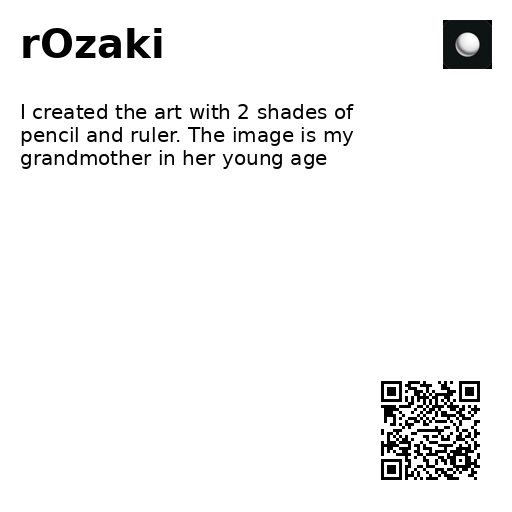 rOzaki
I created the art with 2 shades of
pencil and ruler. The image is my
grandmother in her young age